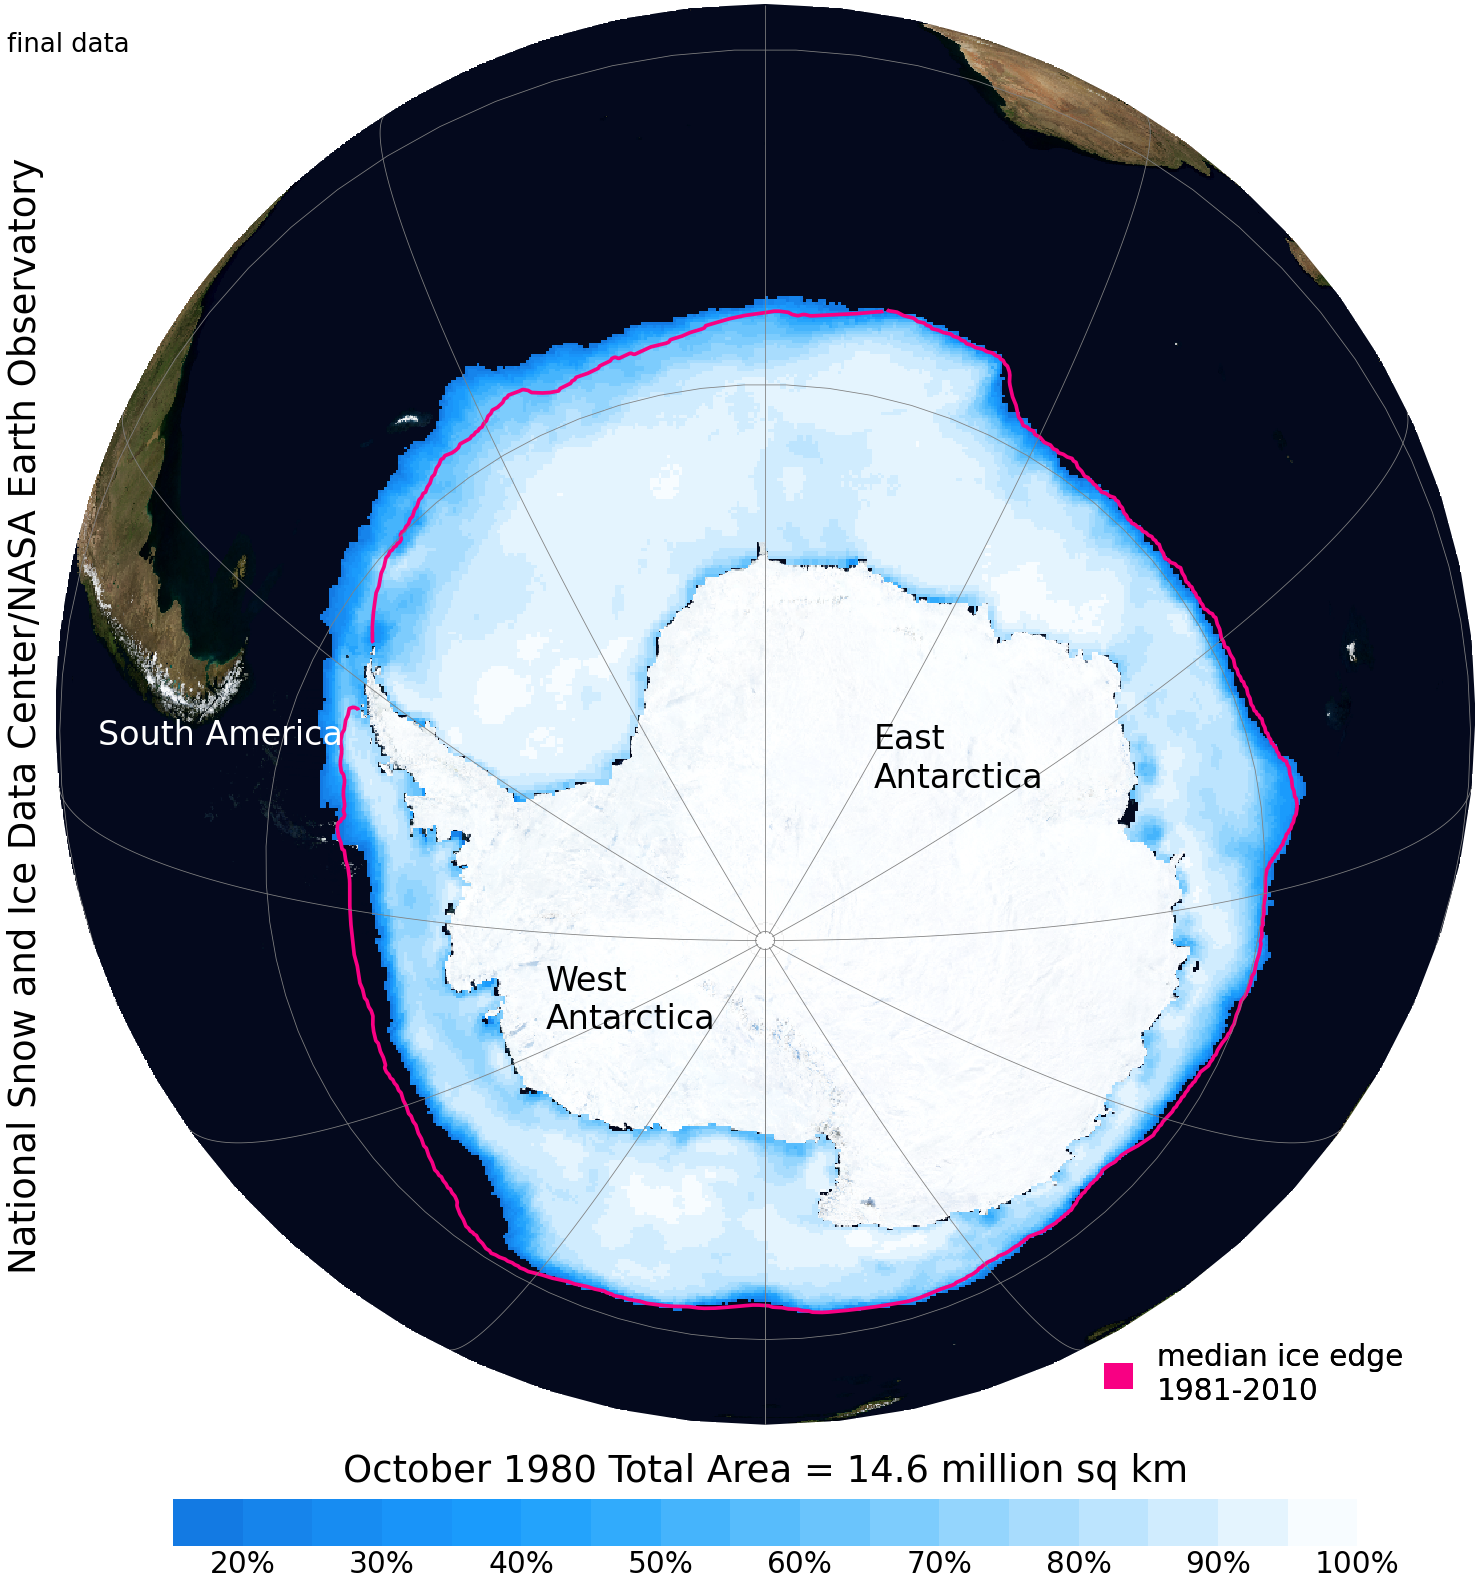 final data
National Snow and Ice Data Center/NASA Earth Observatory
South America
East
Antarctica
West
Antarctica
median ice edge
1981-2010
October 1980 Total Area = 14.6 million sq km
20% 30% 40% 50% 60% 70% 80% 90% 100%